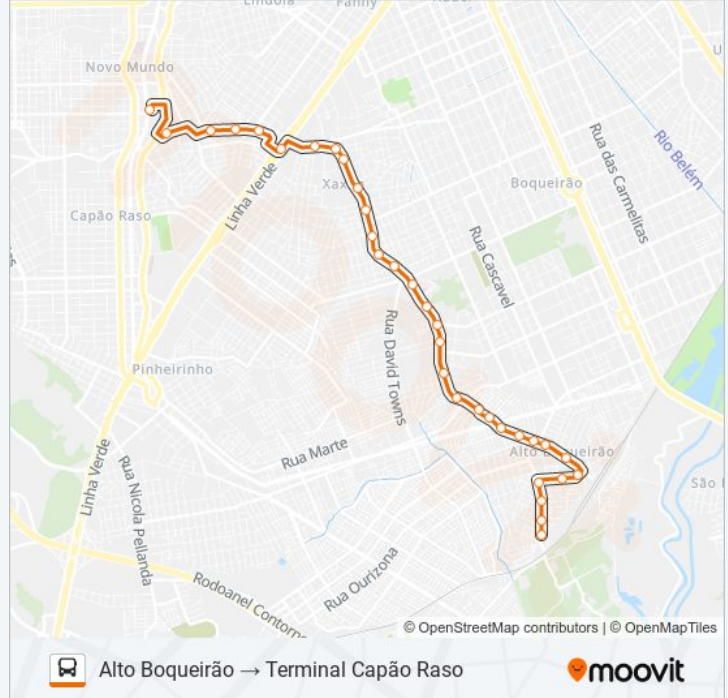 Fanny
Novo Mundo
Rua das Carmelitas
Rio Belém
Linha Verde
Boqueirão
Capão Raso
Rua Cascavel
Rua David Towns
Pinheirinho
Rua Marte
Alto Boqueirão
Linha Verde
Rua Nicola Pellanda
São
Rua Ourizona
Rodoanel Contorno
© OpenStreetMap contributors | © OpenMapTiles
Alto Boqueirão → Terminal Capão Raso
moovit